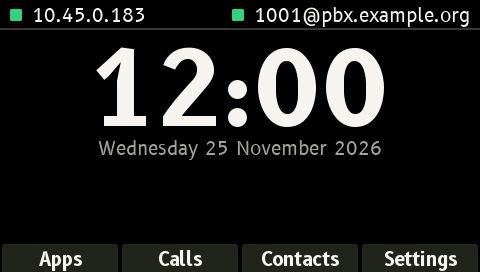 10.45.0.183 1001@pbx.example.org
12:00
Wednesday 25 November 2026
Apps Calls Contacts Settings